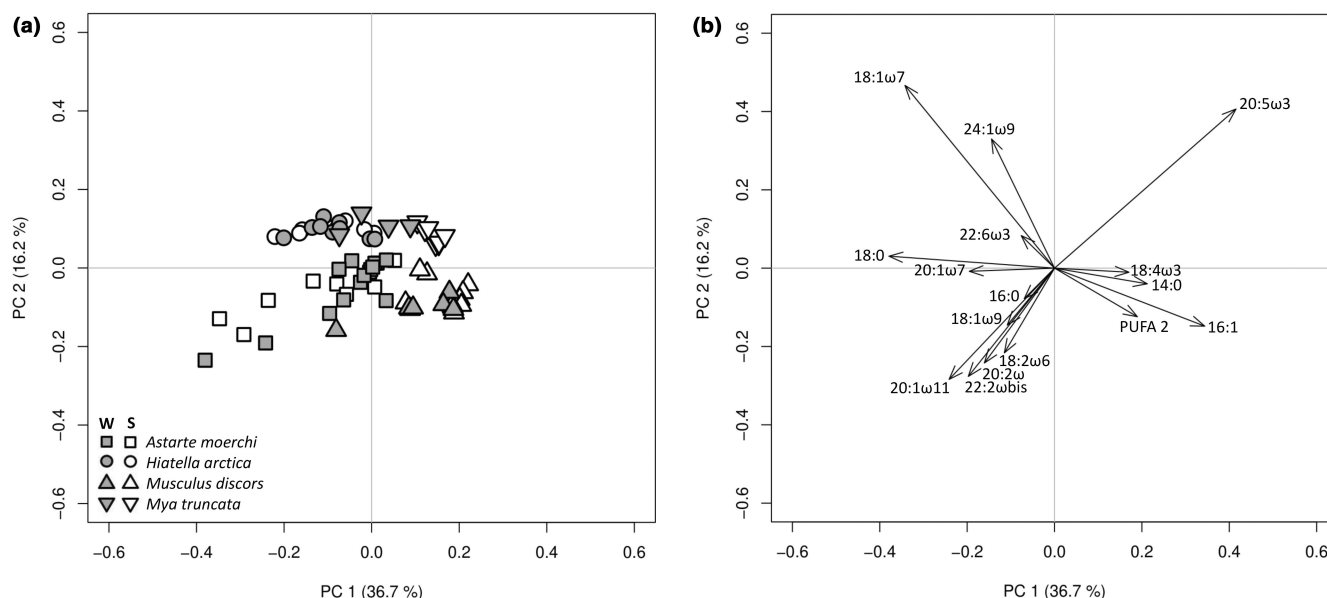 (a)
0.6
0.4
0.2
0.0
−0.2
−0.4
−0.6
PC 2 (16.2 %)
W S
Astarte moerchi
Hiatella arctica
Musculus discors
Mya truncata
−0.6 −0.4 −0.2 0.0 0.2 0.4 0.6
PC 1 (36.7 %)
(b)
0.6
0.4
0.2
0.0
−0.2
−0.4
−0.6
PC 2 (16.2 %)
18:1ω7
20:5ω3
24:1ω9
22:6ω3
18:0
20:1ω7
18:4ω3
14:0
16:0
18:1ω9
PUFA 2
16:1
18:2ω6
20:2ω
20:1ω11
22:2ωbis
−0.6 −0.4 −0.2 0.0 0.2 0.4 0.6
PC 1 (36.7 %)